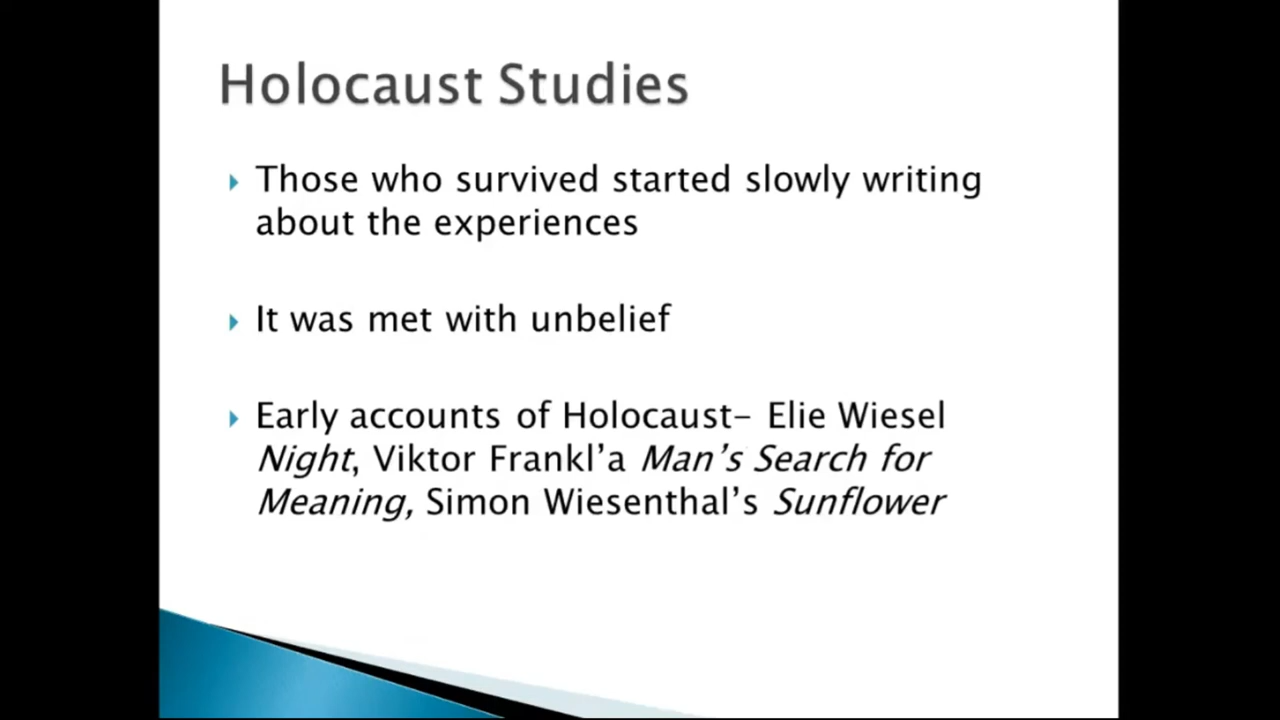 Holocaust Studies
Those who survived started slowly writing
about the experiences
It was met with unbelief
Early accounts of Holocaust– Elie Wiesel
Night, Viktor Frankl’a Man’s Search for
Meaning, Simon Wiesenthal’s Sunflower